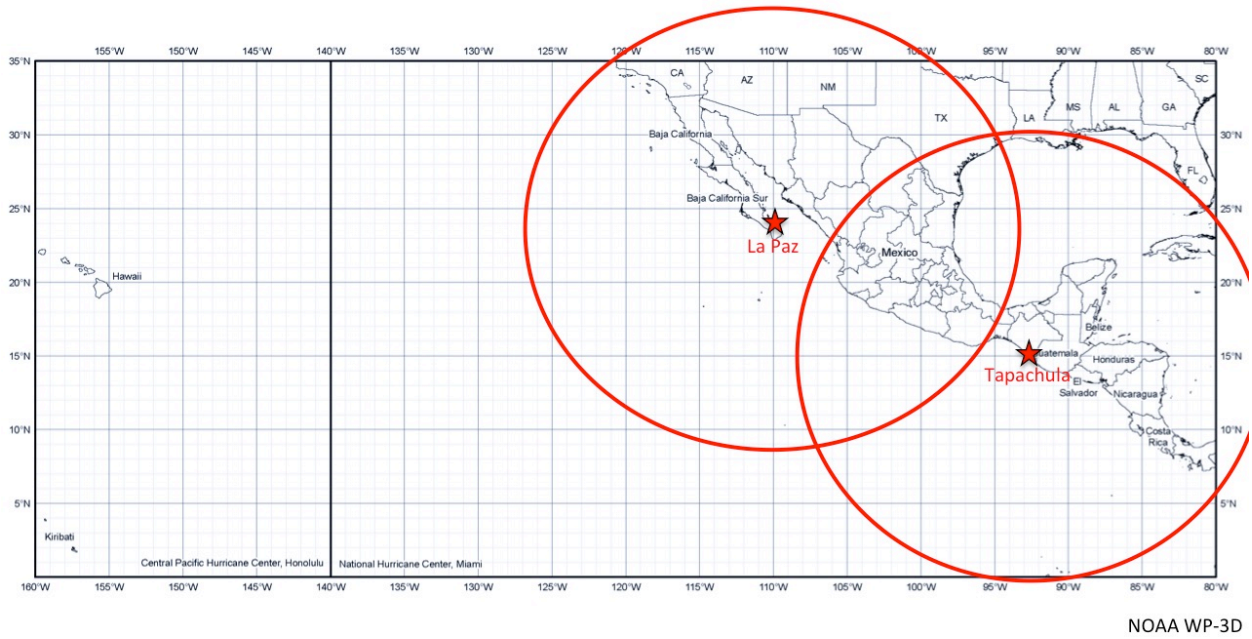 155°W 150°W 145°W 140°W 135°W 130°W 125°W 120°W 115°W 110°W 105°W 100°W 95°W 90°W 85°W 80°W
35°N 35°N
CA AZ NM SC
TX LA MS AL GA
30°N Baja California 30°N
FL
Baja California Sur
25°N 25°N
La Paz
Mexico
Hawaii
20°N 20°N
Belize
15°N Guatemala Honduras 15°N
Tapachula
El
Salvador Nicaragua
10°N Costa 10°N
Rica
5°N 5°N
Kiribati
Central Pacific Hurricane Center, Honolulu National Hurricane Center, Miami
160°W 155°W 150°W 145°W 140°W 135°W 130°W 125°W 120°W 115°W 110°W 105°W 100°W 95°W 90°W 85°W 80°W
NOAA WP-3D